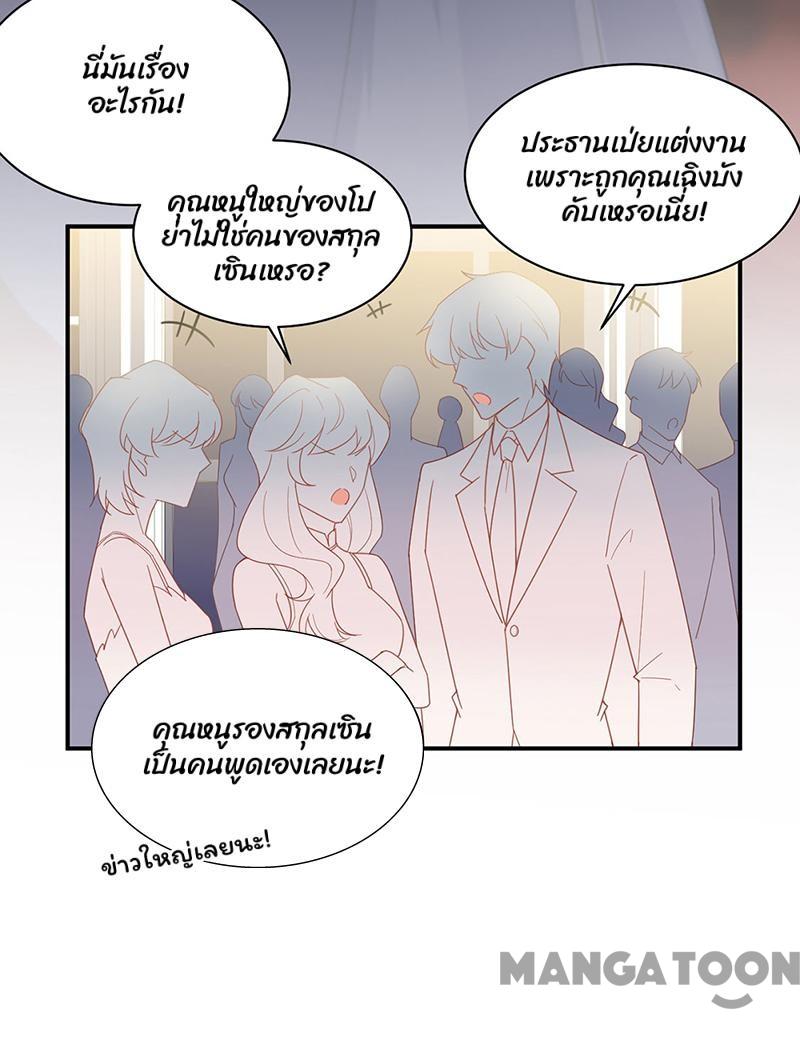 นี่มันเรื่อง
อะไรกัน!
คุณหนูใหญ่ของโป
ย่าไม่ใช่คนของสกุล
เซินเหรอ?
ประธานเป่ยแต่งงาน
เพราะถูกคุณเฉิงบัง
คับเหรอเนี่ย!
คุณหนูรองสกุลเซิน
เป็นคนพูดเองเลยนะ!
ข่าวใหญ่เลยนะ!
MANGATOON